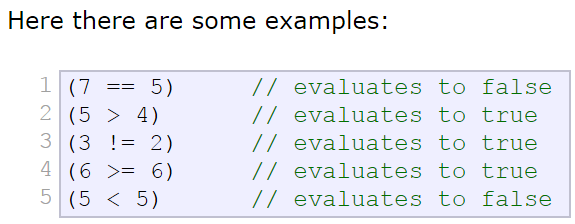 Here there are some examples:
1 (7 == 5)     // evaluates to false
2 (5 > 4)      // evaluates to true
3 (3 != 2)     // evaluates to true
4 (6 >= 6)     // evaluates to true
5 (5 < 5)      // evaluates to false